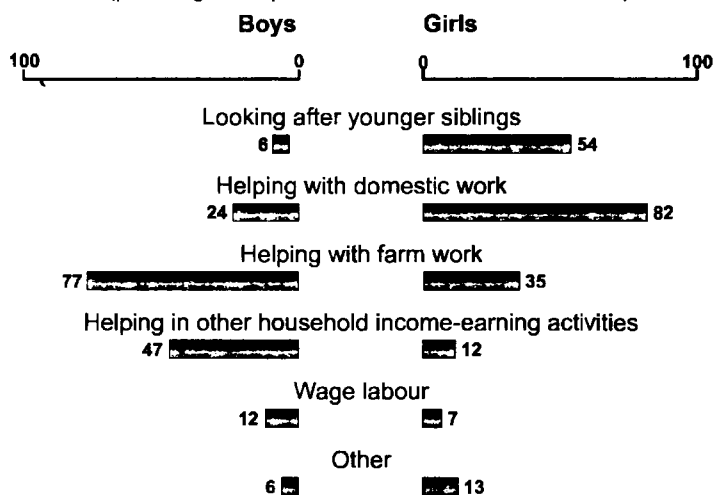 Boys Girls
100 0 0 100
Looking after younger siblings
6 54
Helping with domestic work
24 82
Helping with farm work
77 35
Helping in other household income-earning activities
47 12
Wage labour
12 7
Other
6 13